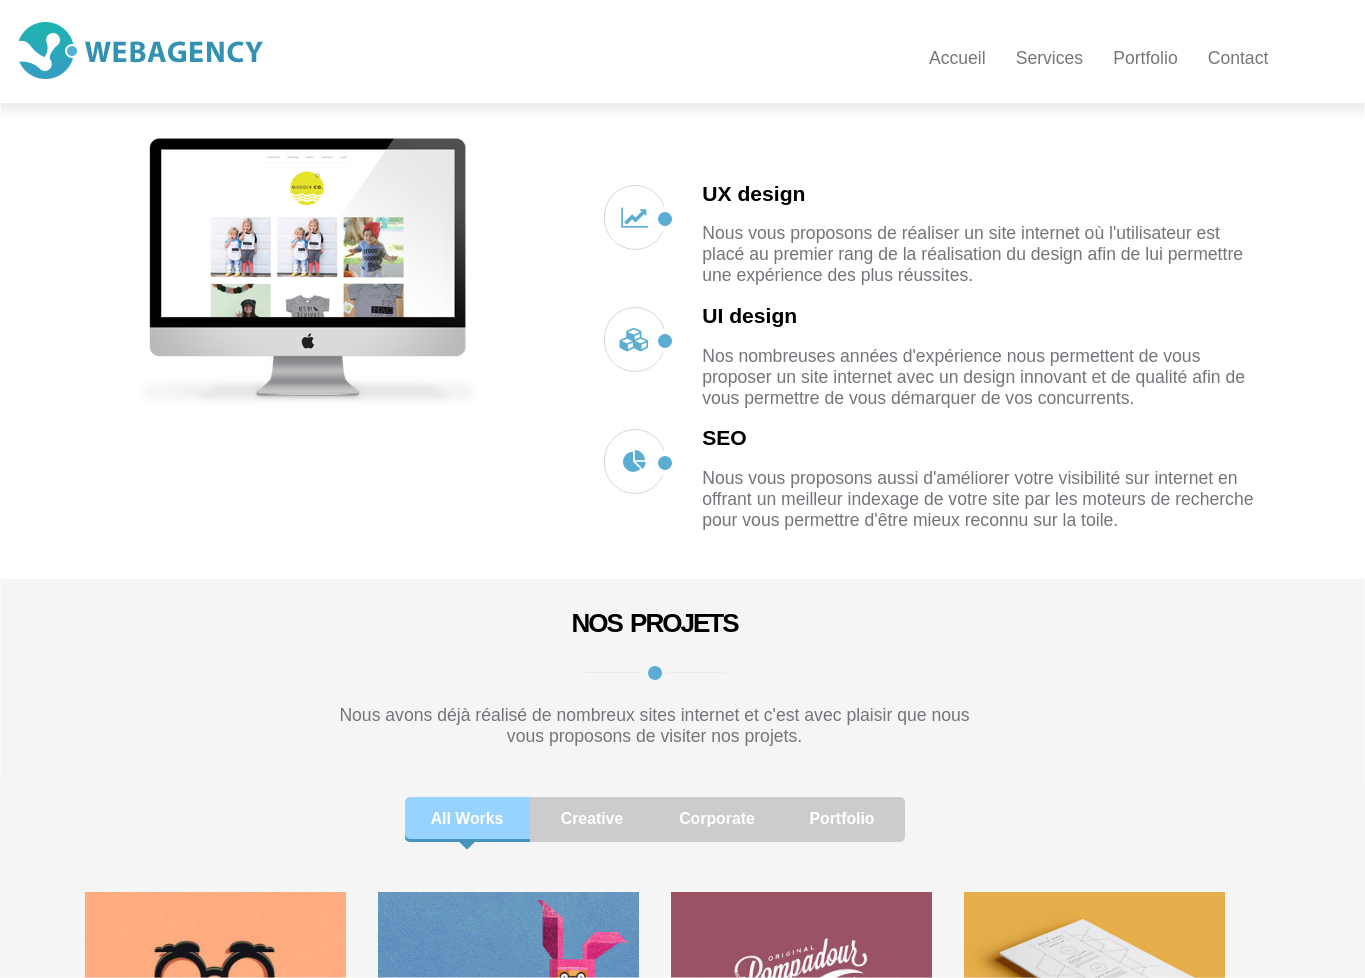 WEBAGENCY
Accueil Services Portfolio Contact
MADDIX CO.
UX design
Nous vous proposons de réaliser un site internet où l'utilisateur est
placé au premier rang de la réalisation du design afin de lui permettre
une expérience des plus réussites.
UI design
Nos nombreuses années d'expérience nous permettent de vous
proposer un site internet avec un design innovant et de qualité afin de
vous permettre de vous démarquer de vos concurrents.
SEO
Nous vous proposons aussi d'améliorer votre visibilité sur internet en
offrant un meilleur indexage de votre site par les moteurs de recherche
pour vous permettre d'être mieux reconnu sur la toile.
NOS PROJETS
Nous avons déjà réalisé de nombreux sites internet et c'est avec plaisir que nous
vous proposons de visiter nos projets.
All Works Creative Corporate Portfolio
ORIGINAL
Pompadour